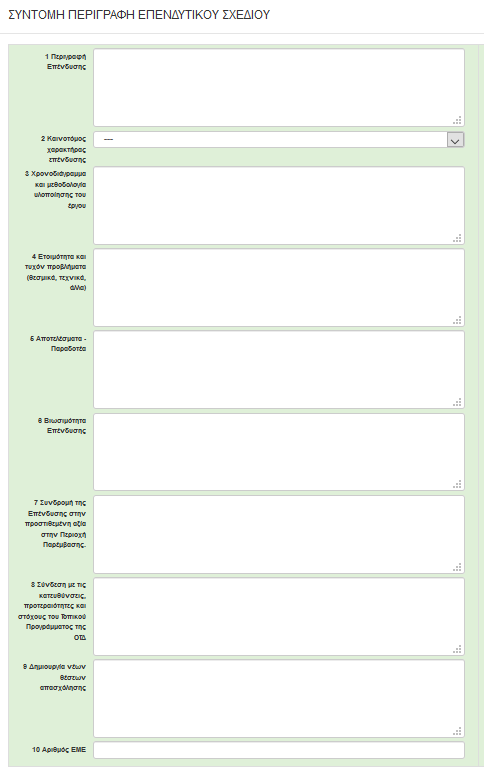 ΣΥΝΤΟΜΗ ΠΕΡΙΓΡΑΦΗ ΕΠΕΝΔΥΤΙΚΟΥ ΣΧΕΔΙΟΥ
1 Περιγραφή
Επένδυσης
2 Καινοτόμος
χαρακτήρας
επένδυσης
----
3 Χρονοδιάγραμμα
και μεθοδολογία
υλοποίησης του
έργου
4 Ετοιμότητα και
τυχόν προβλήματα
(θεσμικά, τεχνικά,
άλλα)
5 Αποτελέσματα -
Παραδοτέα
6 Βιωσιμότητα
Επένδυσης
7 Συνδρομή της
Επένδυσης στην
προστιθεμένη αξία
στην Περιοχή
Παρέμβασης.
8 Σύνδεση με τις
κατευθύνσεις,
προτεραιότητες και
στόχους του Τοπικού
Προγράμματος της
ΟΤΔ
9 Δημιουργία νέων
θέσεων
απασχόλησης
10 Αριθμός ΕΜΕ